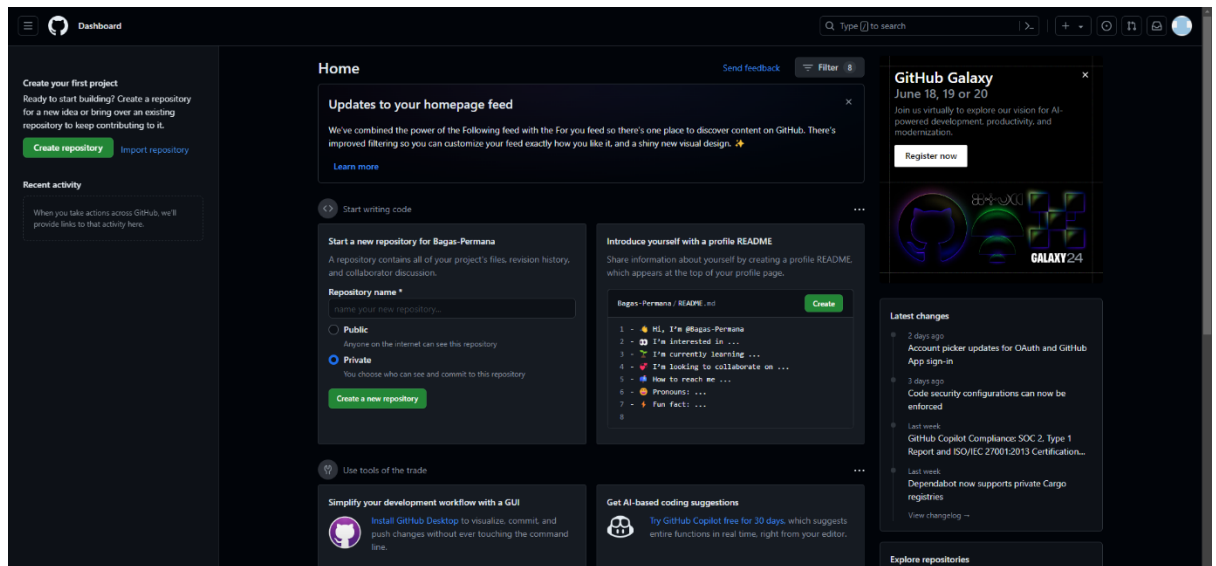 Dashboard
Type / to search
Create your first project
Ready to start building? Create a repository
for a new idea or bring over an existing
repository to keep contributing to it.
Create repository
Import repository
Recent activity
When you take actions across GitHub, we'll
provide links to that activity here.
Home
Send feedback
Filter 8
Updates to your homepage feed
We've combined the power of the Following feed with the For you feed so there's one place to discover content on GitHub. There's
improved filtering so you can customize your feed exactly how you like it, and a shiny new visual design. ✨
Learn more
Start writing code
Start a new repository for Bagas-Permana
A repository contains all of your project's files, revision history,
and collaborator discussion.
Repository name *
name your new repository...
Public
Anyone on the internet can see this repository
Private
You choose who can see and commit to this repository
Create a new repository
Introduce yourself with a profile README
Share information about yourself by creating a profile README,
which appears at the top of your profile page.
Bagas-Permana / README.md
Create
1 - 👋 Hi, I'm @Bagas-Permana
2 - 👀 I'm interested in ...
3 - 🌱 I'm currently learning ...
4 - 💞️ I'm looking to collaborate on ...
5 - 📫 How to reach me ...
6 - 😄 Pronouns: ...
7 - ⚡ Fun fact: ...
8
Use tools of the trade
Simplify your development workflow with a GUI
Install GitHub Desktop to visualize, commit, and
push changes without ever touching the command
line.
Get AI-based coding suggestions
Try GitHub Copilot free for 30 days, which suggests
entire functions in real time, right from your editor.
GitHub Galaxy
June 18, 19 or 20
Join us virtually to explore our vision for AI-
powered development, productivity, and
modernization.
Register now
GALAXY24
Latest changes
2 days ago
Account picker updates for OAuth and GitHub
App sign-in
3 days ago
Code security configurations can now be
enforced
Last week
GitHub Copilot Compliance: SOC 2, Type 1
Report and ISO/IEC 27001:2013 Certification...
Last week
Dependabot now supports private Cargo
registries
View changelog →
Explore repositories